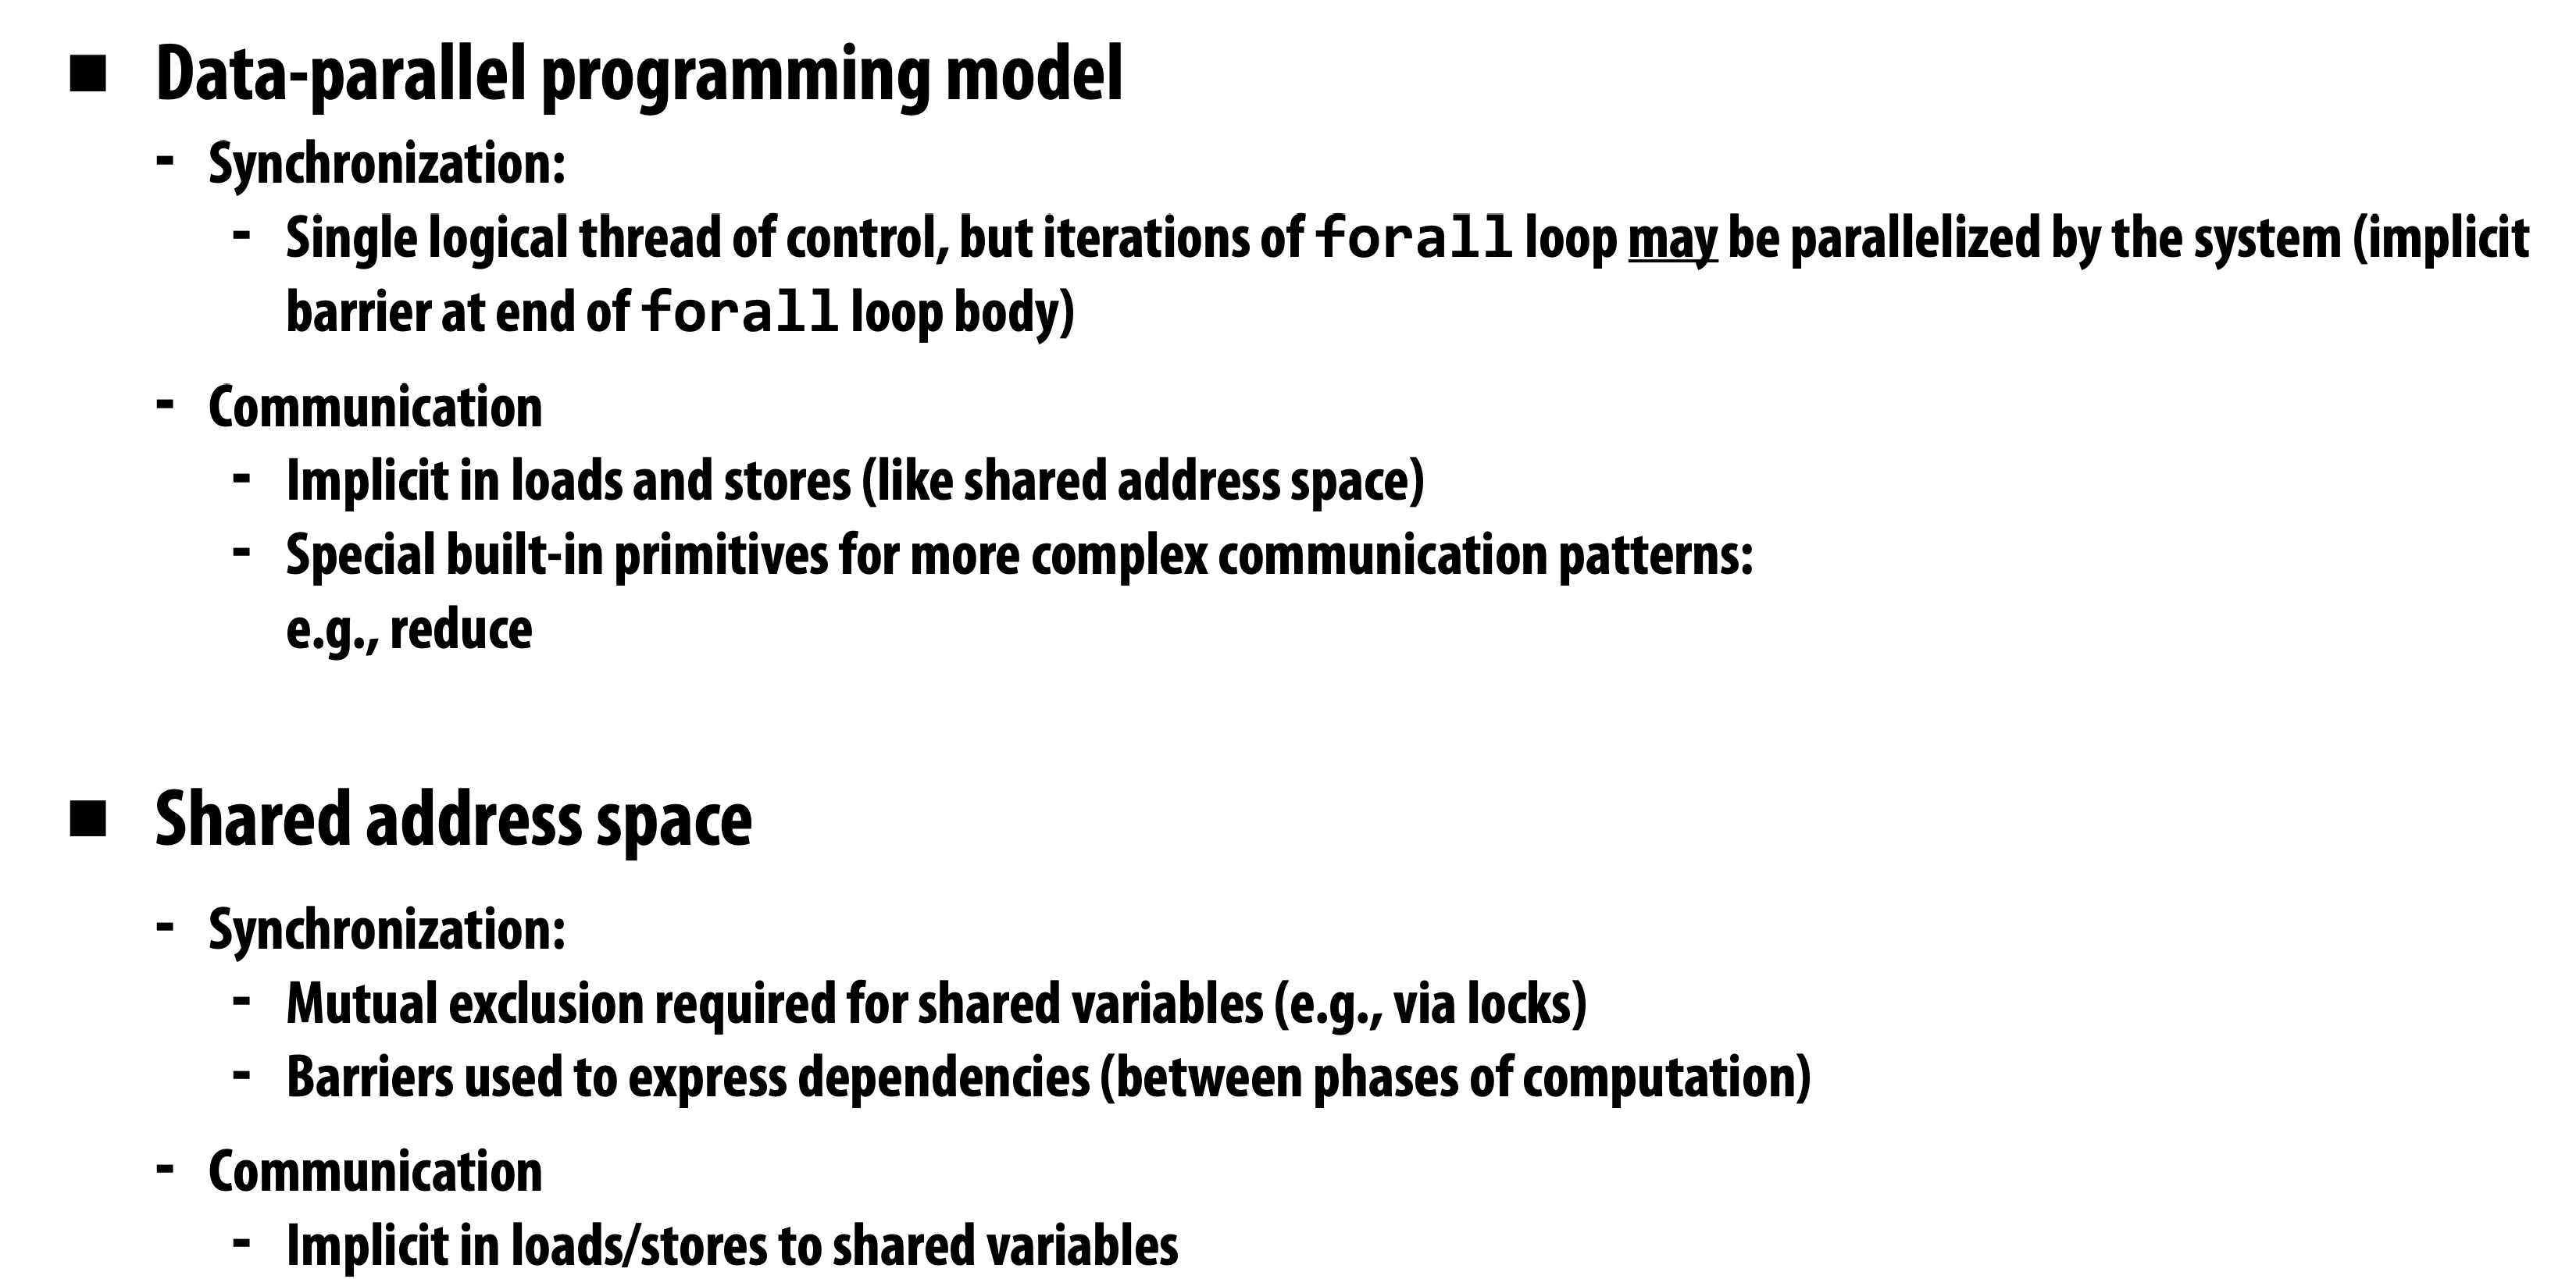 ■ Data-parallel programming model
- Synchronization:
- Single logical thread of control, but iterations of forall loop may be parallelized by the system (implicit
barrier at end of forall loop body)
- Communication
- Implicit in loads and stores (like shared address space)
- Special built-in primitives for more complex communication patterns:
e.g., reduce
■ Shared address space
- Synchronization:
- Mutual exclusion required for shared variables (e.g., via locks)
- Barriers used to express dependencies (between phases of computation)
- Communication
- Implicit in loads/stores to shared variables